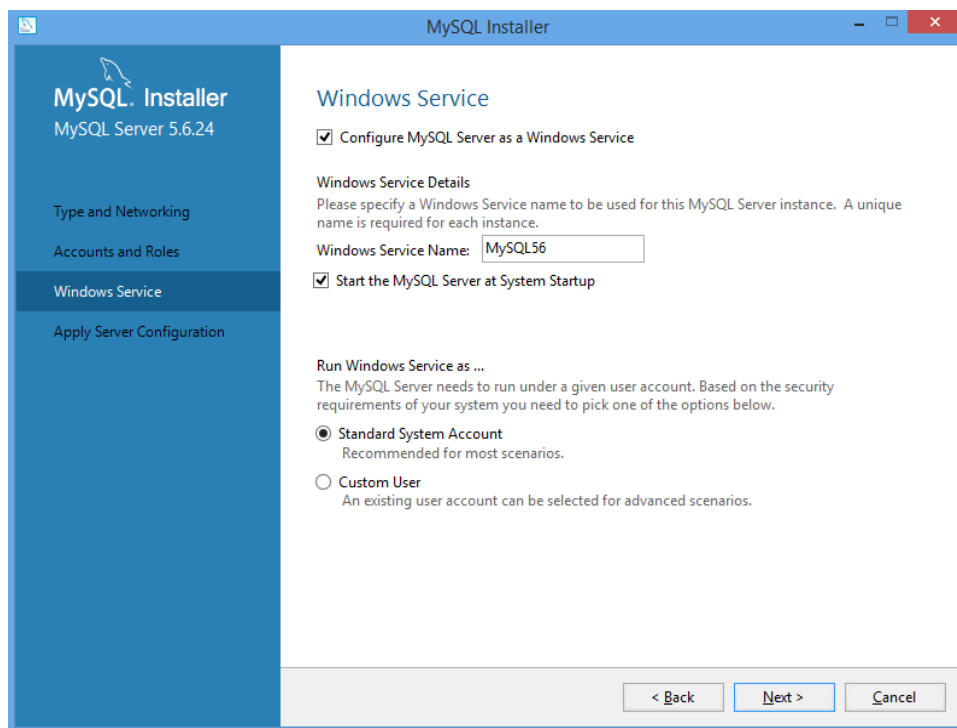 MySQL Installer
MySQL. Installer
MySQL Server 5.6.24
Type and Networking
Accounts and Roles
Windows Service
Apply Server Configuration
Windows Service
Configure MySQL Server as a Windows Service
Windows Service Details
Please specify a Windows Service name to be used for this MySQL Server instance. A unique
name is required for each instance.
Windows Service Name: MySQL56
Start the MySQL Server at System Startup
Run Windows Service as ...
The MySQL Server needs to run under a given user account. Based on the security
requirements of your system you need to pick one of the options below.
Standard System Account
Recommended for most scenarios.
Custom User
An existing user account can be selected for advanced scenarios.
< Back Next > Cancel